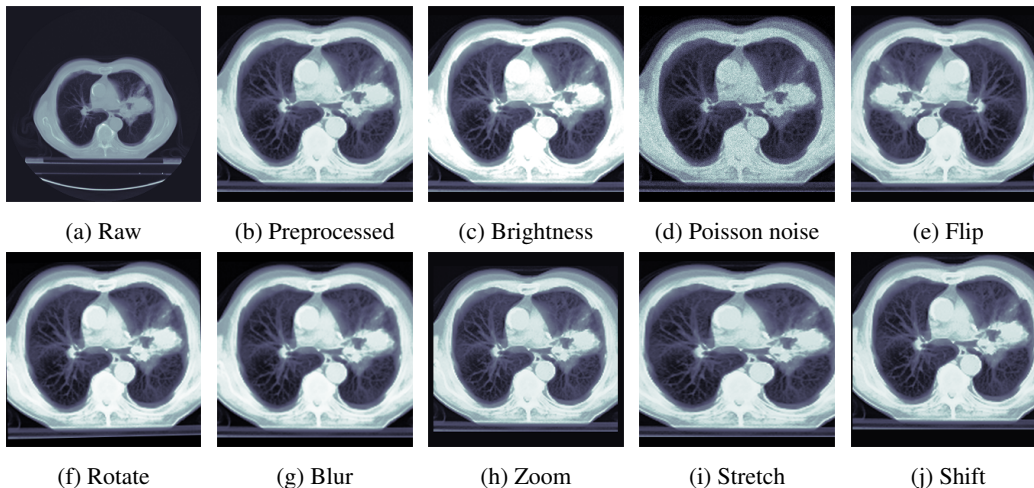 (a) Raw
(b) Preprocessed
(c) Brightness
(d) Poisson noise
(e) Flip
(f) Rotate
(g) Blur
(h) Zoom
(i) Stretch
(j) Shift